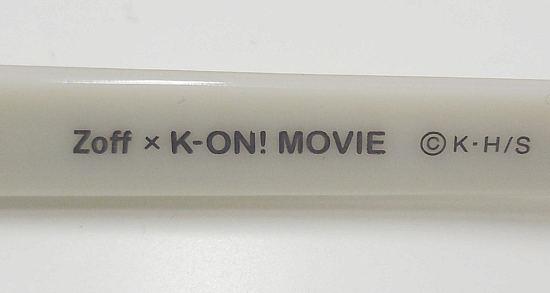 Zoff × K-ON! MOVIE ©K・H/S